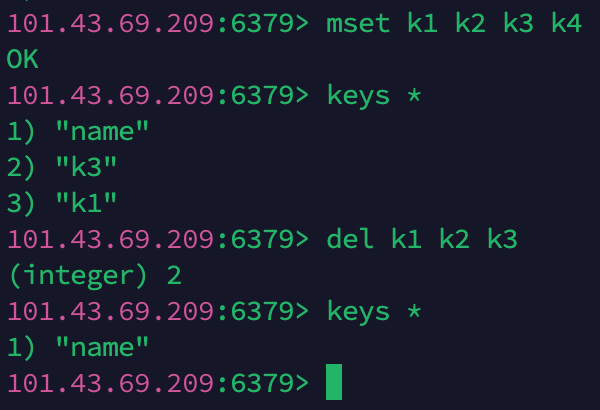 101.43.69.209:6379> mset k1 k2 k3 k4
OK
101.43.69.209:6379> keys *
1) "name"
2) "k3"
3) "k1"
101.43.69.209:6379> del k1 k2 k3
(integer) 2
101.43.69.209:6379> keys *
1) "name"
101.43.69.209:6379>